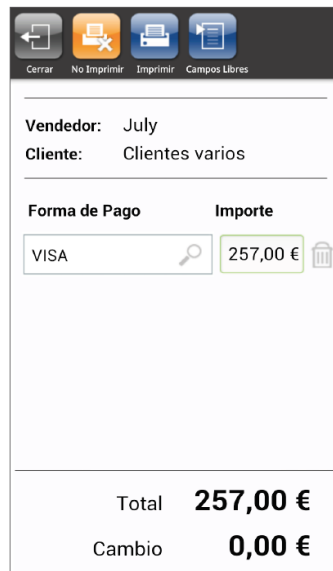 Cerrar No Imprimir Imprimir Campos Libres
Vendedor: July
Cliente: Clientes varios
Forma de Pago Importe
VISA 257,00 €
Total 257,00 €
Cambio 0,00 €